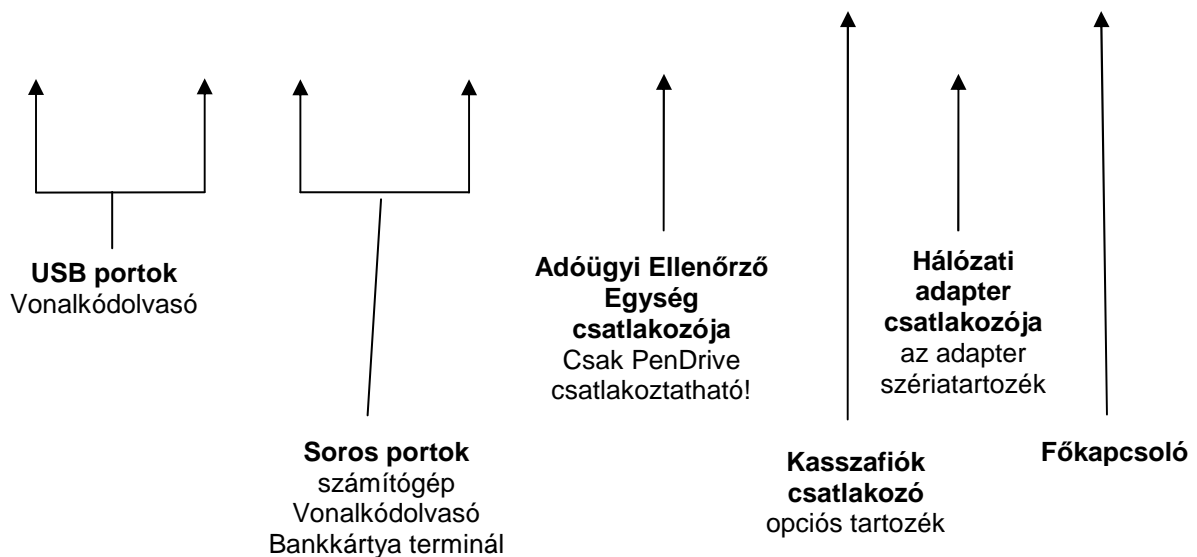 USB portok
Vonalkódolvasó
Soros portok
számítógép
Vonalkódolvasó
Bankkártya terminál
Adóügyi Ellenőrző
Egység
csatlakozója
Csak PenDrive
csatlakoztatható!
Kasszafiók
csatlakozó
opciós tartozék
Hálózati
adapter
csatlakozója
az adapter
szériatartozék
Főkapcsoló